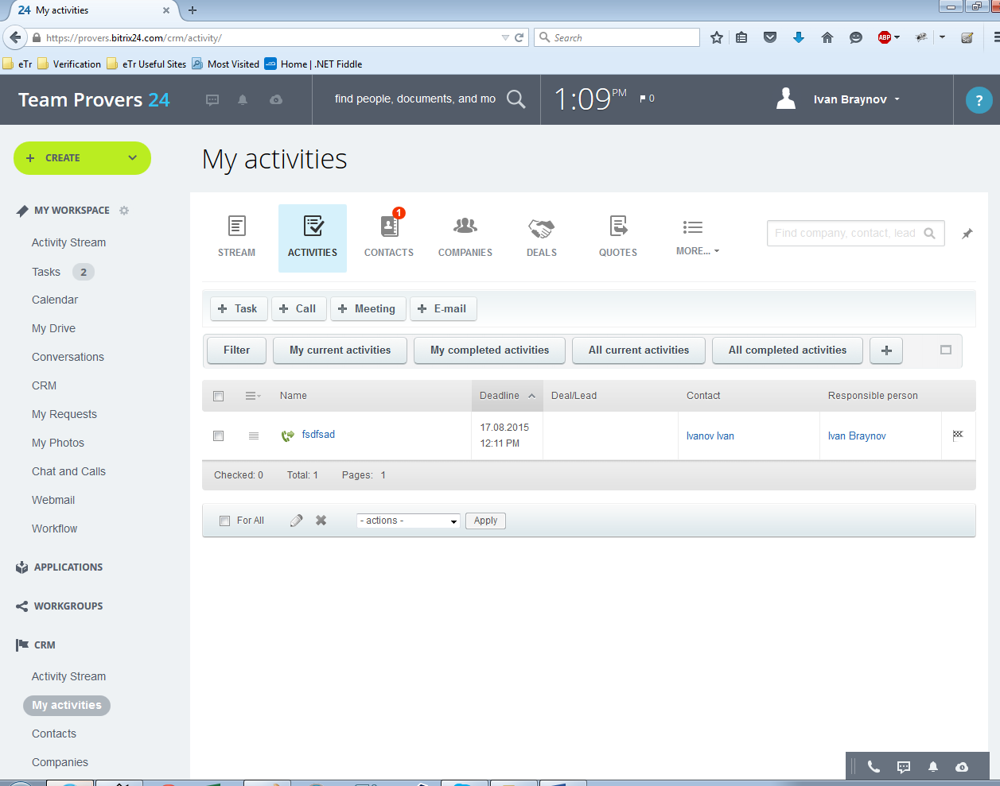 24 My activities
https://provers.bitrix24.com/crm/activity/
Search
ABP
eTr Verification eTr Useful Sites Most Visited Home | .NET Fiddle
Team Provers 24
find people, documents, and mo
1:09 PM
0
Ivan Braynov
?
+ CREATE
My activities
MY WORKSPACE
Activity Stream
Tasks 2
Calendar
My Drive
Conversations
CRM
My Requests
My Photos
Chat and Calls
Webmail
Workflow
APPLICATIONS
WORKGROUPS
CRM
Activity Stream
My activities
Contacts
Companies
STREAM
ACTIVITIES
1
CONTACTS
COMPANIES
DEALS
QUOTES
MORE...
Find company, contact, lead
+ Task + Call + Meeting + E-mail
Filter My current activities My completed activities All current activities All completed activities +
Name Deadline Deal/Lead Contact Responsible person
fsdfsad 17.08.2015 Ivanov Ivan Ivan Braynov
12:11 PM
Checked: 0 Total: 1 Pages: 1
For All - actions - Apply